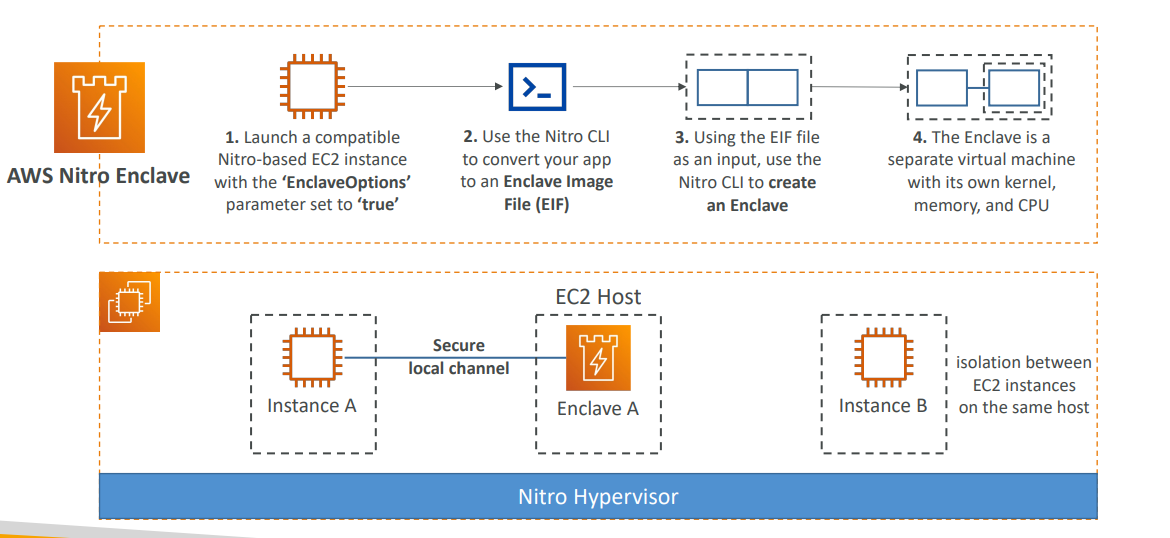 AWS Nitro Enclave
1. Launch a compatible
Nitro-based EC2 instance
with the ‘EnclaveOptions’
parameter set to ‘true’
>_
2. Use the Nitro CLI
to convert your app
to an Enclave Image
File (EIF)
3. Using the EIF file
as an input, use the
Nitro CLI to create
an Enclave
4. The Enclave is a
separate virtual machine
with its own kernel,
memory, and CPU
EC2 Host
Instance A
Secure
local channel
Enclave A
Instance B
isolation between
EC2 instances
on the same host
Nitro Hypervisor